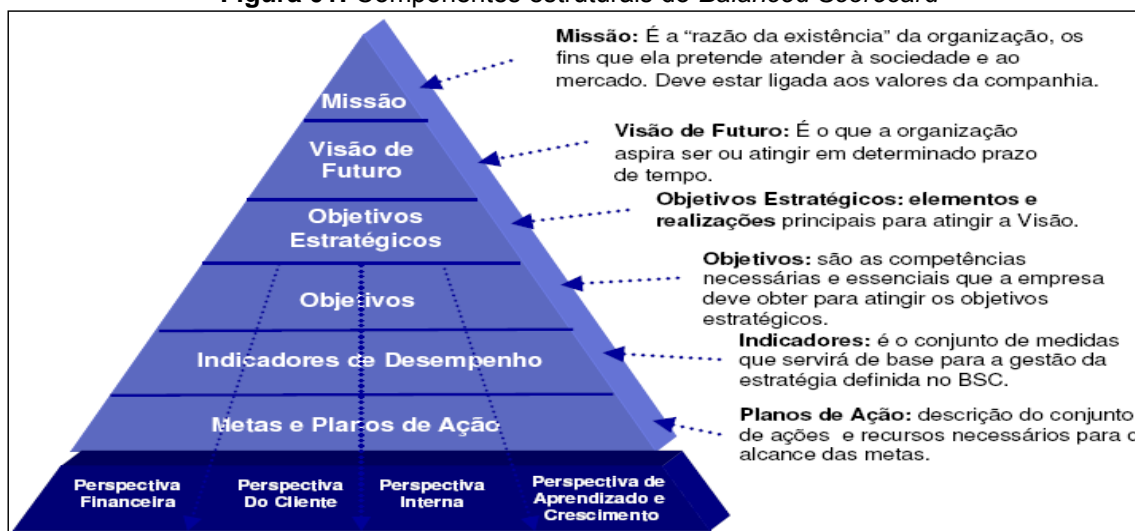 Missão: É a “razão da existência” da organização, os
fins que ela pretende atender à sociedade e ao
mercado. Deve estar ligada aos valores da companhia.
Missão
Visão de Futuro: É o que a organização
aspira ser ou atingir em determinado prazo
de tempo.
Visão de
Futuro
Objetivos Estratégicos: elementos e
realizações principais para atingir a Visão.
Objetivos
Estratégicos
Objetivos: são as competências
necessárias e essenciais que a empresa
deve obter para atingir os objetivos
estratégicos.
Objetivos
Indicadores: é o conjunto de medidas
que servirá de base para a gestão da
estratégia definida no BSC.
Indicadores de Desempenho
Planos de Ação: descrição do conjunto
de ações e recursos necessários para o
alcance das metas.
Metas e Planos de Ação
Perspectiva
Financeira
Perspectiva
Do Cliente
Perspectiva
Interna
Perspectiva de
Aprendizado e
Crescimento